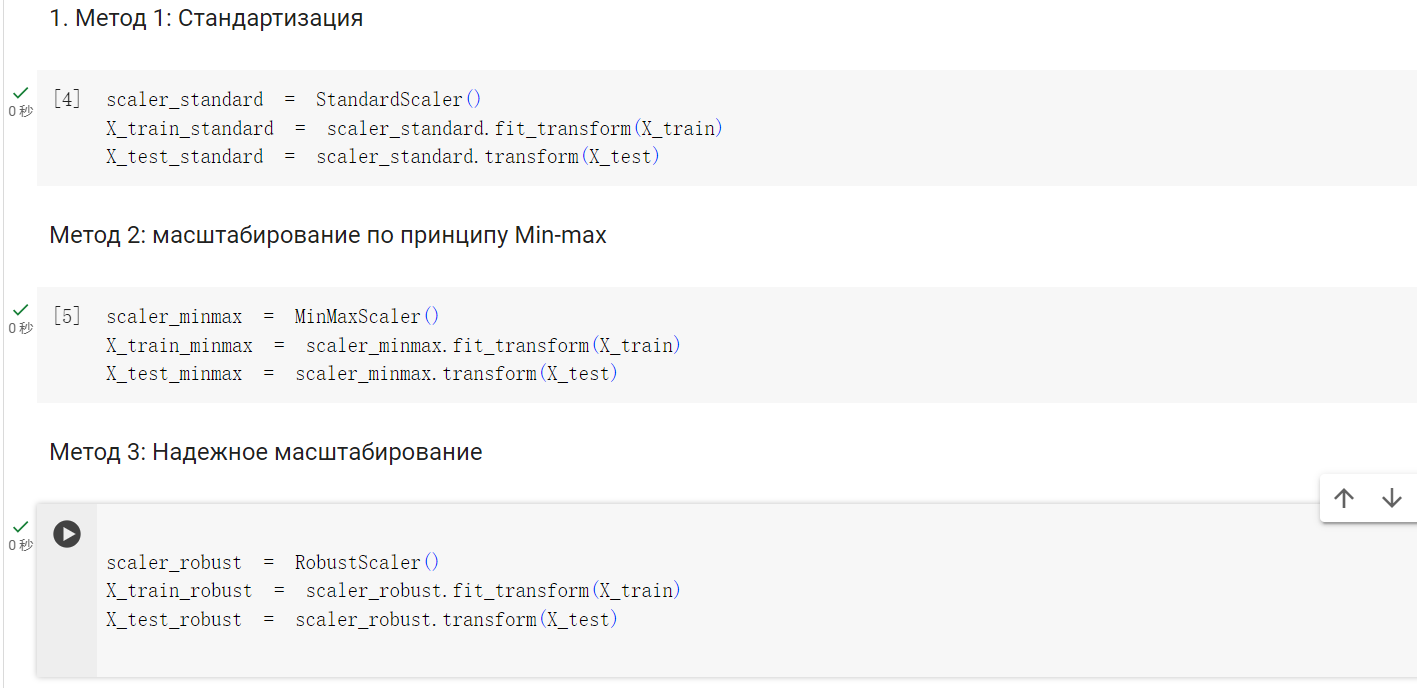 1. Метод 1: Стандартизация
[4] scaler_standard = StandardScaler()
0 秒
X_train_standard = scaler_standard.fit_transform(X_train)
X_test_standard = scaler_standard.transform(X_test)
Метод 2: масштабирование по принципу Min-max
[5] scaler_minmax = MinMaxScaler()
0 秒
X_train_minmax = scaler_minmax.fit_transform(X_train)
X_test_minmax = scaler_minmax.transform(X_test)
Метод 3: Надежное масштабирование
0 秒
scaler_robust = RobustScaler()
X_train_robust = scaler_robust.fit_transform(X_train)
X_test_robust = scaler_robust.transform(X_test)